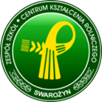 ZESPÓŁ SZKÓŁ • CENTRUM KSZTAŁCENIA ROLNICZEGO
SWAROŻYN